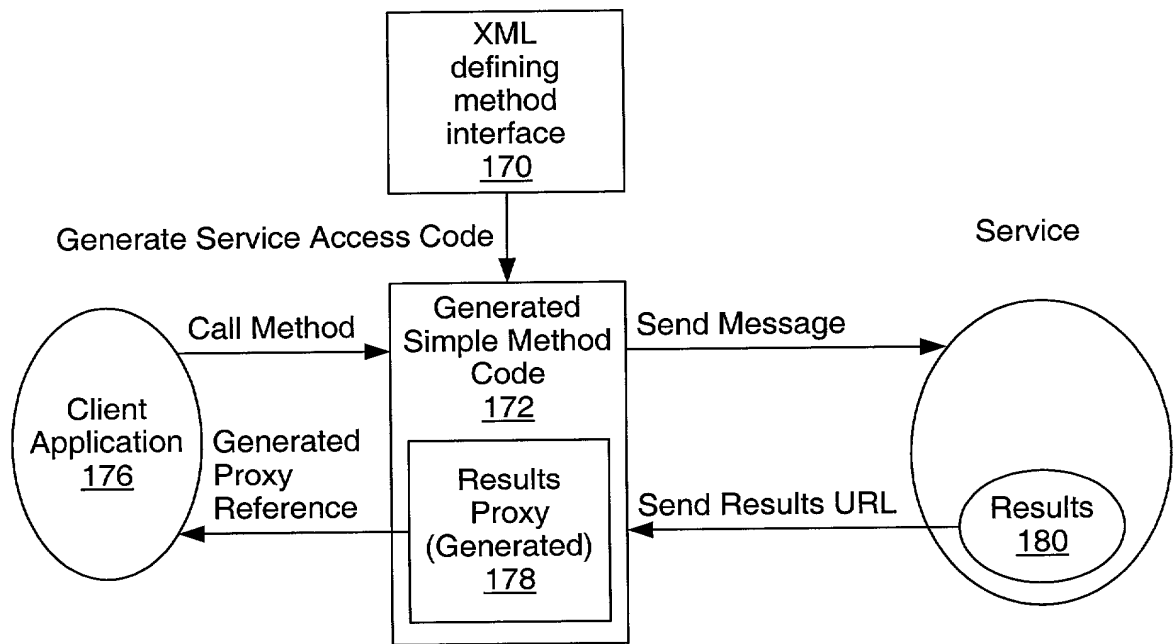 XML
defining
method
interface
170
Generate Service Access Code
Service
Call Method
Generated
Simple Method
Code
172
Send Message
Client
Application
176
Generated
Proxy
Reference
Results
Proxy
(Generated)
178
Send Results URL
Results
180